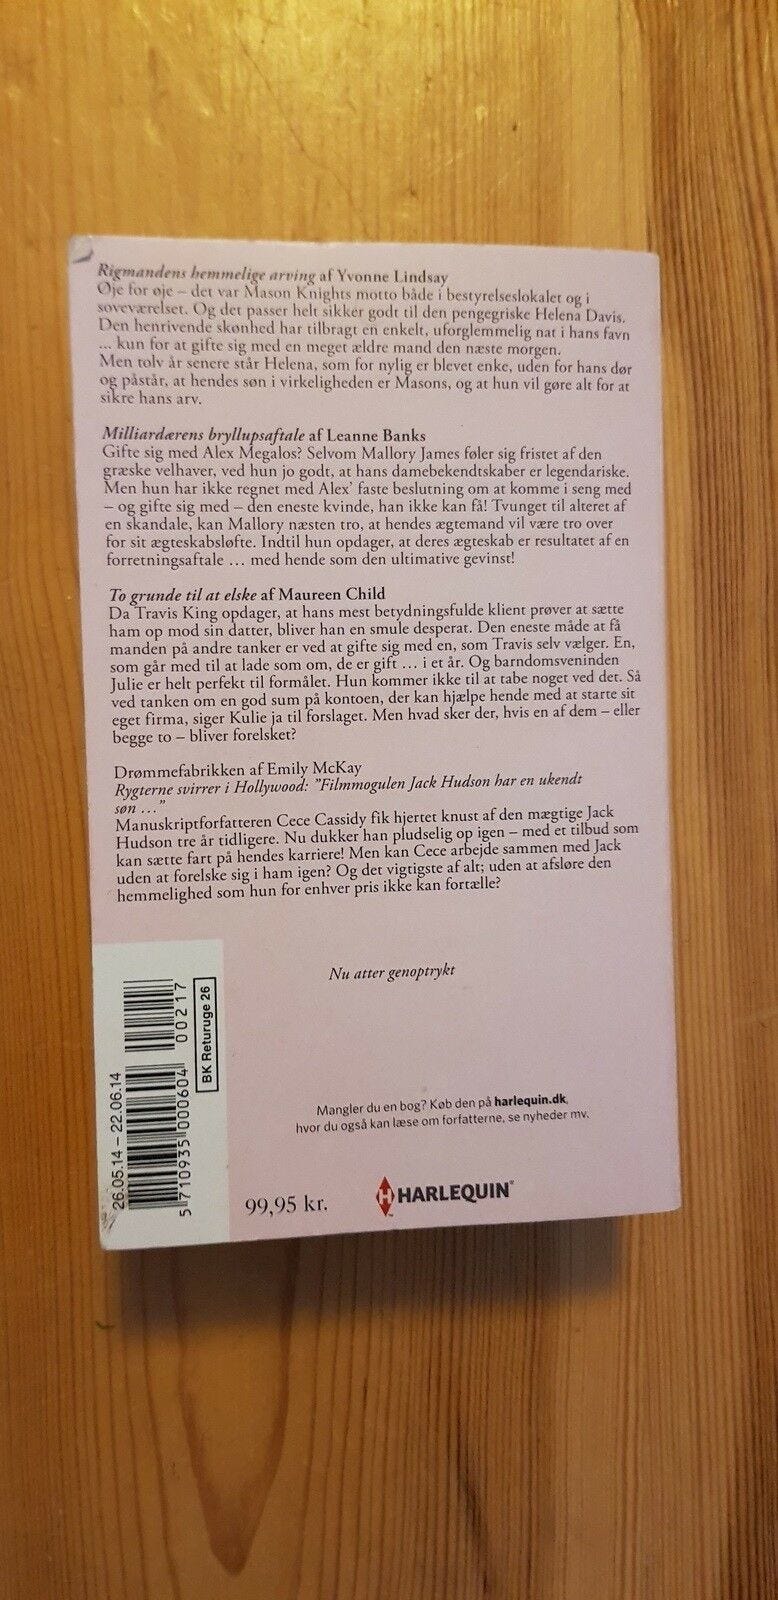 Rigmandens hemmelige arving af Yvonne Lindsay
Øje for øje – det var Mason Knights motto både i bestyrelseslokalet og i
soveværelset. Og det passer helt sikker godt til den pengegriske Helena Davis.
Den henrivende skønhed har tilbragt en enkelt, uforglemmelig nat i hans favn
... kun for at gifte sig med en meget ældre mand den næste morgen.
Men tolv år senere står Helena, som for nylig er blevet enke, uden for hans dør
og påstår, at hendes søn i virkeligheden er Masons, og at hun vil gøre alt for at
sikre hans arv.
Milliardærens bryllupsaftale af Leanne Banks
Gifte sig med Alex Megalos? Selvom Mallory James føler sig fristet af den
græske velhaver, ved hun jo godt, at hans damebekendtskaber er legendariske.
Men hun har ikke regnet med Alex' faste beslutning om at komme i seng med
– og gifte sig med – den eneste kvinde, han ikke kan få! Tvunget til alteret af
en skandale, kan Mallory næsten tro, at hendes ægtemand vil være tro over
for sit ægteskabsløfte. Indtil hun opdager, at deres ægteskab er resultatet af en
forretningsaftale ... med hende som den ultimative gevinst!
To grunde til at elske af Maureen Child
Da Travis King opdager, at hans mest betydningsfulde klient prøver at sætte
ham op mod sin datter, bliver han en smule desperat. Den eneste måde at få
manden på andre tanker er ved at gifte sig med en, som Travis selv vælger. En,
som går med til at lade som om, de er gift ... i et år. Og barndomsveninden
Julie er helt perfekt til formålet. Hun kommer ikke til at tabe noget ved det. Så
ved tanken om en god sum på kontoen, der kan hjælpe hende med at starte sit
eget firma, siger Kulie ja til forslaget. Men hvad sker der, hvis en af dem – eller
begge to – bliver forelsket?
Drømmefabrikken af Emily McKay
Rygterne svirrer i Hollywood: ”Filmmogulen Jack Hudson har en ukendt
søn ...”
Manuskriptforfatteren Cece Cassidy fik hjertet knust af den mægtige Jack
Hudson tre år tidligere. Nu dukker han pludselig op igen – med et tilbud som
kan sætte fart på hendes karriere! Men kan Cece arbejde sammen med Jack
uden at forelske sig i ham igen? Og det vigtigste af alt; uden at afsløre den
hemmelighed som hun for enhver pris ikke kan fortælle?
Nu atter genoptrykt
Mangler du en bog? Køb den på harlequin.dk,
hvor du også kan læse om forfatterne, se nyheder mv.
99,95 kr.
HARLEQUIN®
™
26.05.14 – 22.06.14
5 710935 000604
00217
BK Returuge 26